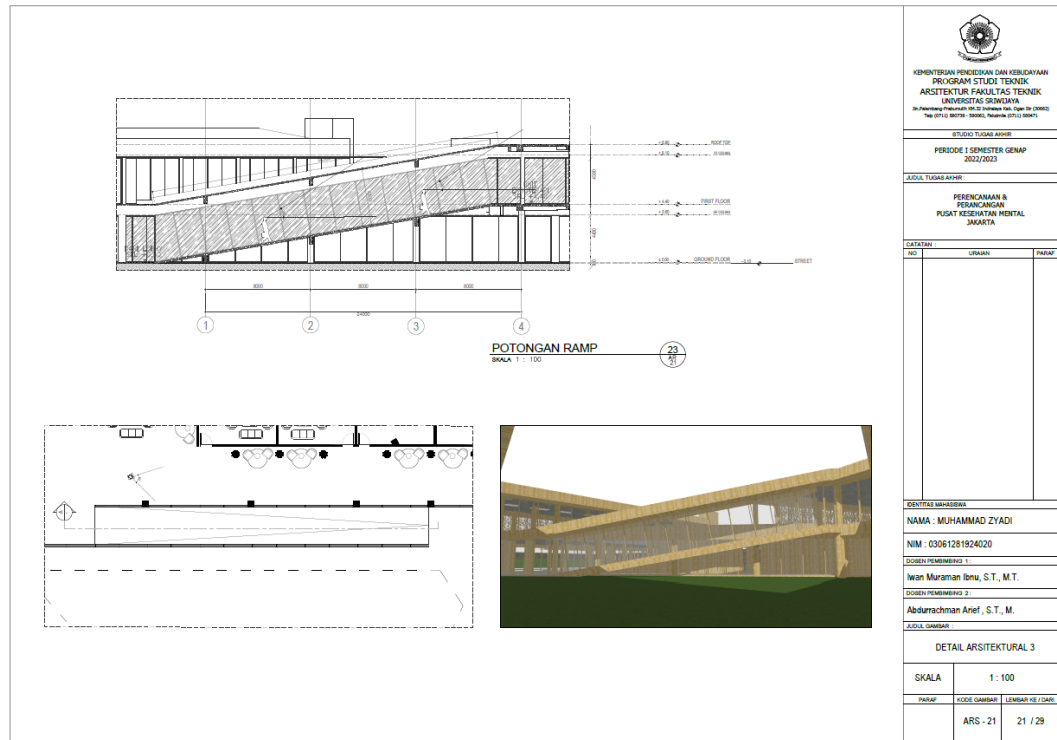 ROOFTOP
FIRST FLOOR
GROUND FLOOR
STREET
8000
8000
8000
24000
1
2
3
4
POTONGAN RAMP
SKALA 1 : 100
23
21
KEMENTERIAN PENDIDIKAN DAN KEBUDAYAAN
PROGRAM STUDI TEKNIK
ARSITEKTUR FAKULTAS TEKNIK
UNIVERSITAS SRIWIJAYA
STUDIO TUGAS AKHIR
PERIODE I SEMESTER GENAP
2022/2023
JUDUL TUGAS AKHIR :
PERENCANAAN &
PERANCANGAN
PUSAT KESEHATAN MENTAL
JAKARTA
CATATAN :
NO URAIAN PARAF
IDENTITAS MAHASISWA
NAMA : MUHAMMAD ZYADI
NIM : 03061281924020
DOSEN PEMBIMBING 1 :
Iwan Muraman Ibnu, S.T., M.T.
DOSEN PEMBIMBING 2 :
Abdurrachman Arief , S.T., M.
JUDUL GAMBAR :
DETAIL ARSITEKTURAL 3
SKALA 1 : 100
PARAF KODE GAMBAR LEMBAR KE / DARI
ARS - 21 21 / 29